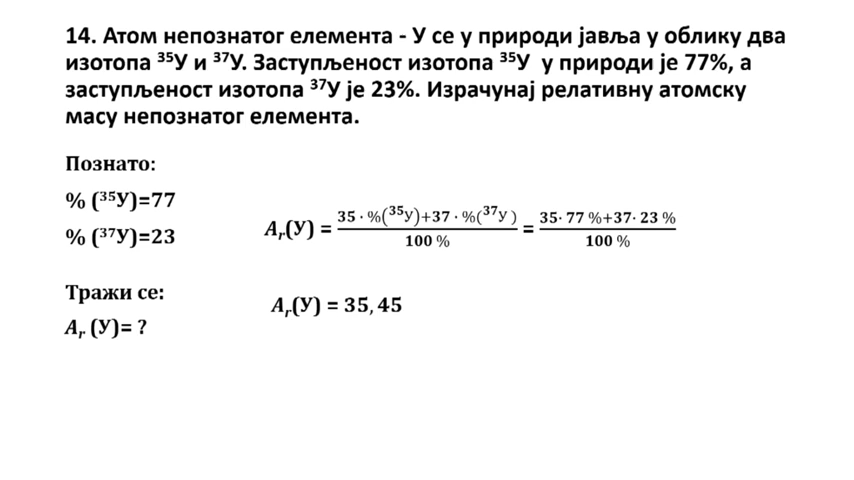 14. Атом непознатог елемента - У се у природи јавља у облику два
изотопа ³⁵У и ³⁷У. Заступљеност изотопа ³⁵У у природи је 77%, а
заступљеност изотопа ³⁷У је 23%. Израчунај релативну атомску
масу непознатог елемента.
Познато:
% (³⁵У)=77
% (³⁷У)=23
Aᵣ(У) = (35 · %(³⁵У)+37 · %(³⁷У )) / (100 %) = (35· 77 %+37· 23 %) / (100 %)
Тражи се:
Aᵣ (У)= ?
Aᵣ(У) = 35, 45